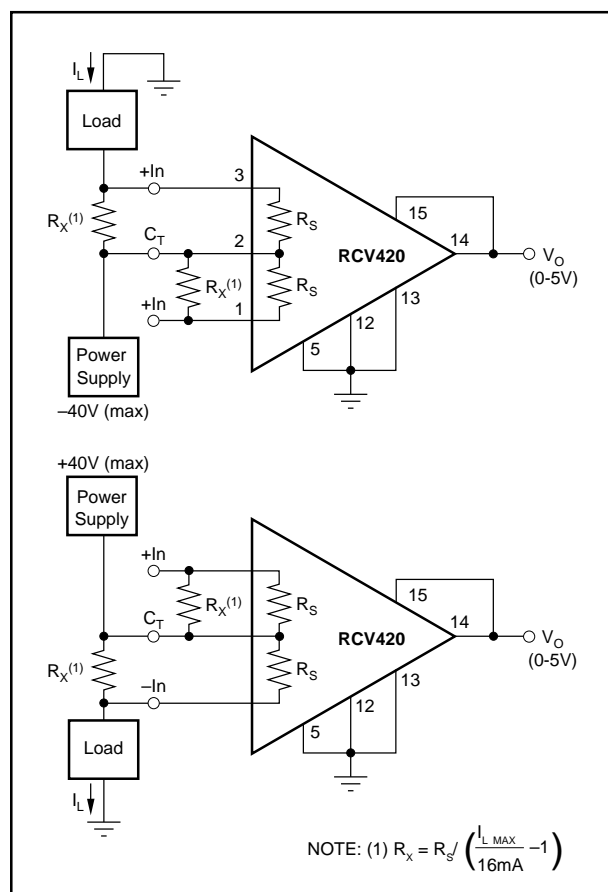 I_L
Load
+In
3
15
R_X(1)
R_S
C_T
2
RCV420
14
V_O
(0-5V)
R_X(1)
R_S
+In
1
13
12
5
Power
Supply
–40V (max)
+40V (max)
Power
Supply
+In
15
R_X(1)
R_S
C_T
RCV420
14
V_O
(0-5V)
R_X(1)
R_S
–In
13
12
5
Load
I_L
NOTE: (1) R_X = R_S/ (I_L MAX/16mA –1)